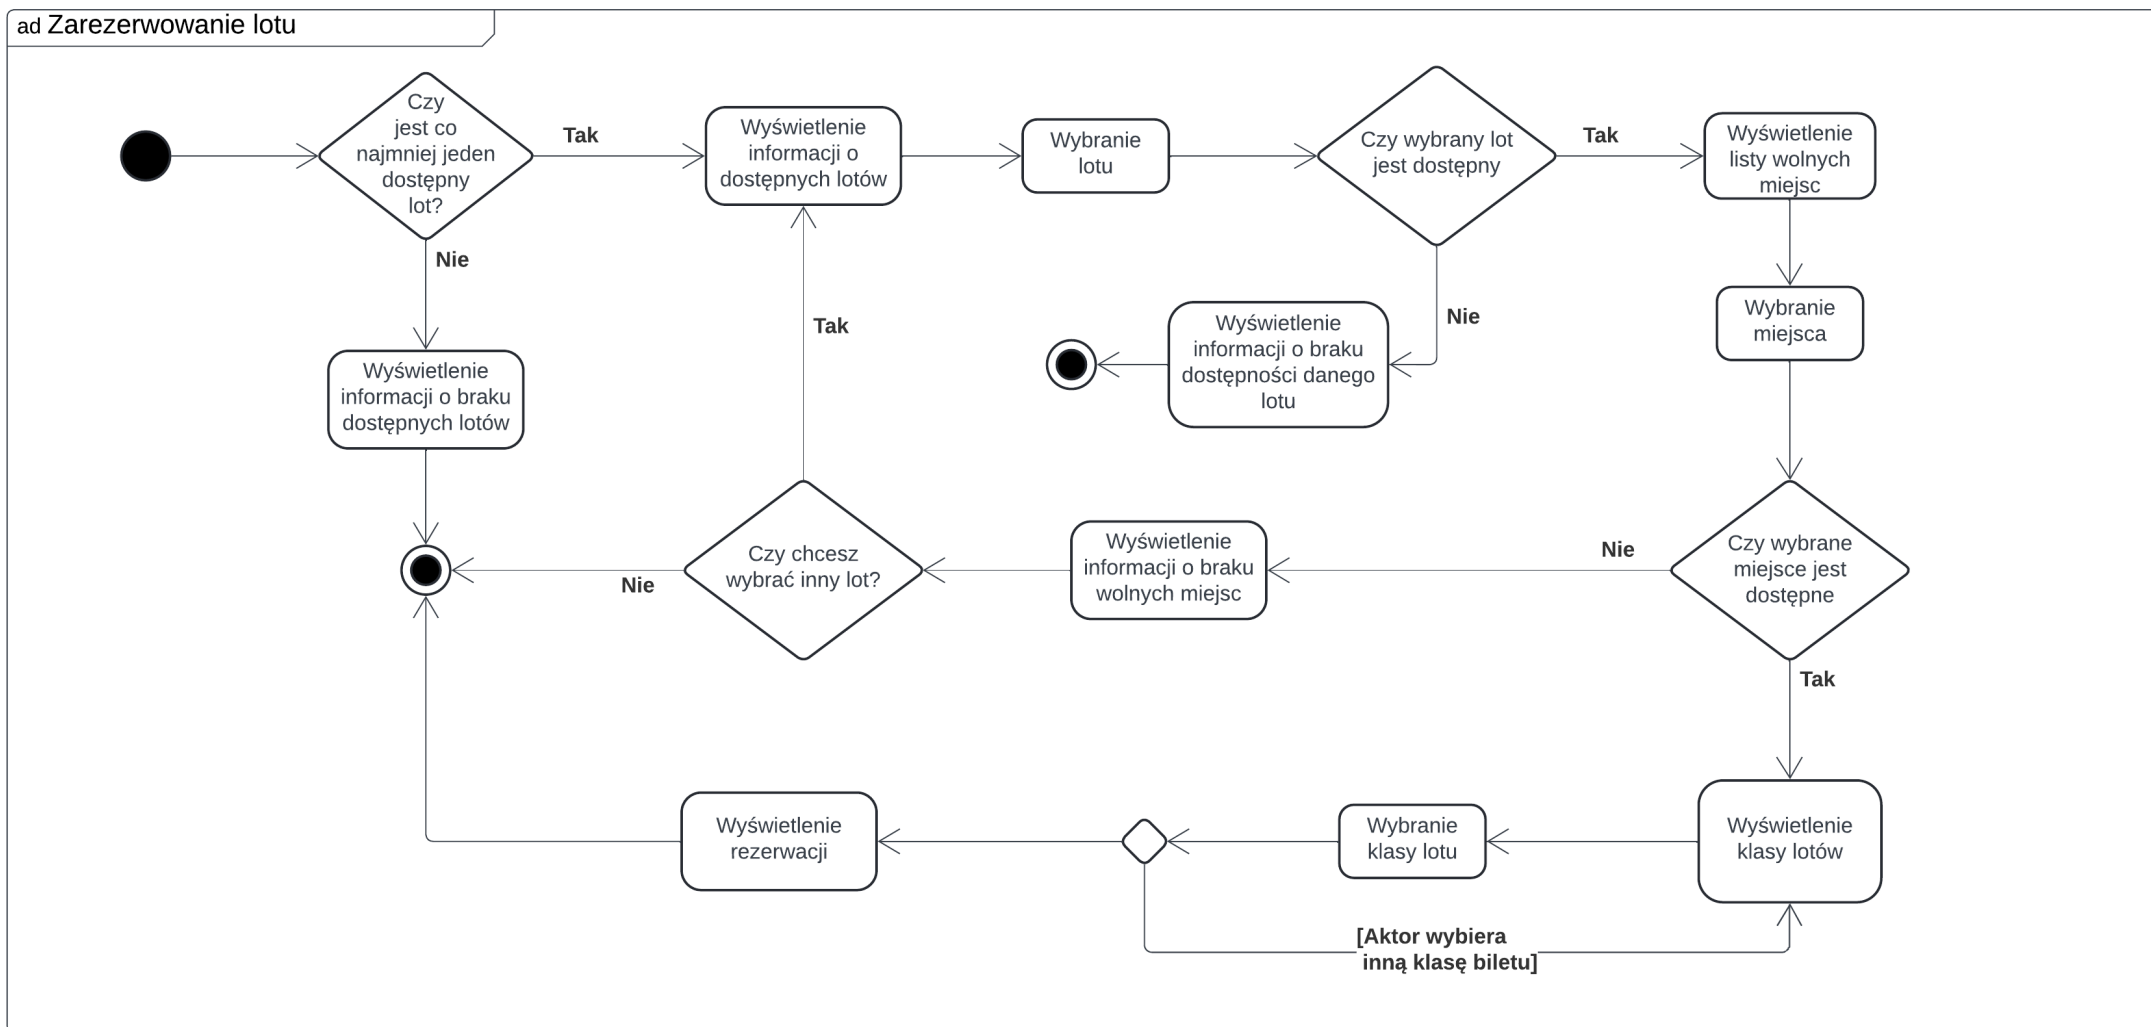 ad Zarezerwowanie lotu
Czy
jest co
najmniej jeden
dostępny
lot?
Tak
Wyświetlenie
informacji o
dostępnych lotów
Wybranie
lotu
Czy wybrany lot
jest dostępny
Tak
Wyświetlenie
listy wolnych
miejsc
Nie
Wyświetlenie
informacji o braku
dostępnych lotów
Tak
Wyświetlenie
informacji o braku
dostępności danego
lotu
Nie
Wybranie
miejsca
Nie
Czy chcesz
wybrać inny lot?
Wyświetlenie
informacji o braku
wolnych miejsc
Nie
Czy wybrane
miejsce jest
dostępne
Tak
Wyświetlenie
rezerwacji
Wybranie
klasy lotu
Wyświetlenie
klasy lotów
[Aktor wybiera
inną klasę biletu]